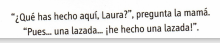 “¿Qué has hecho aquí, Laura?”, pregunta la mamá.
“Pues... una lazada... ¡he hecho una lazada!”.